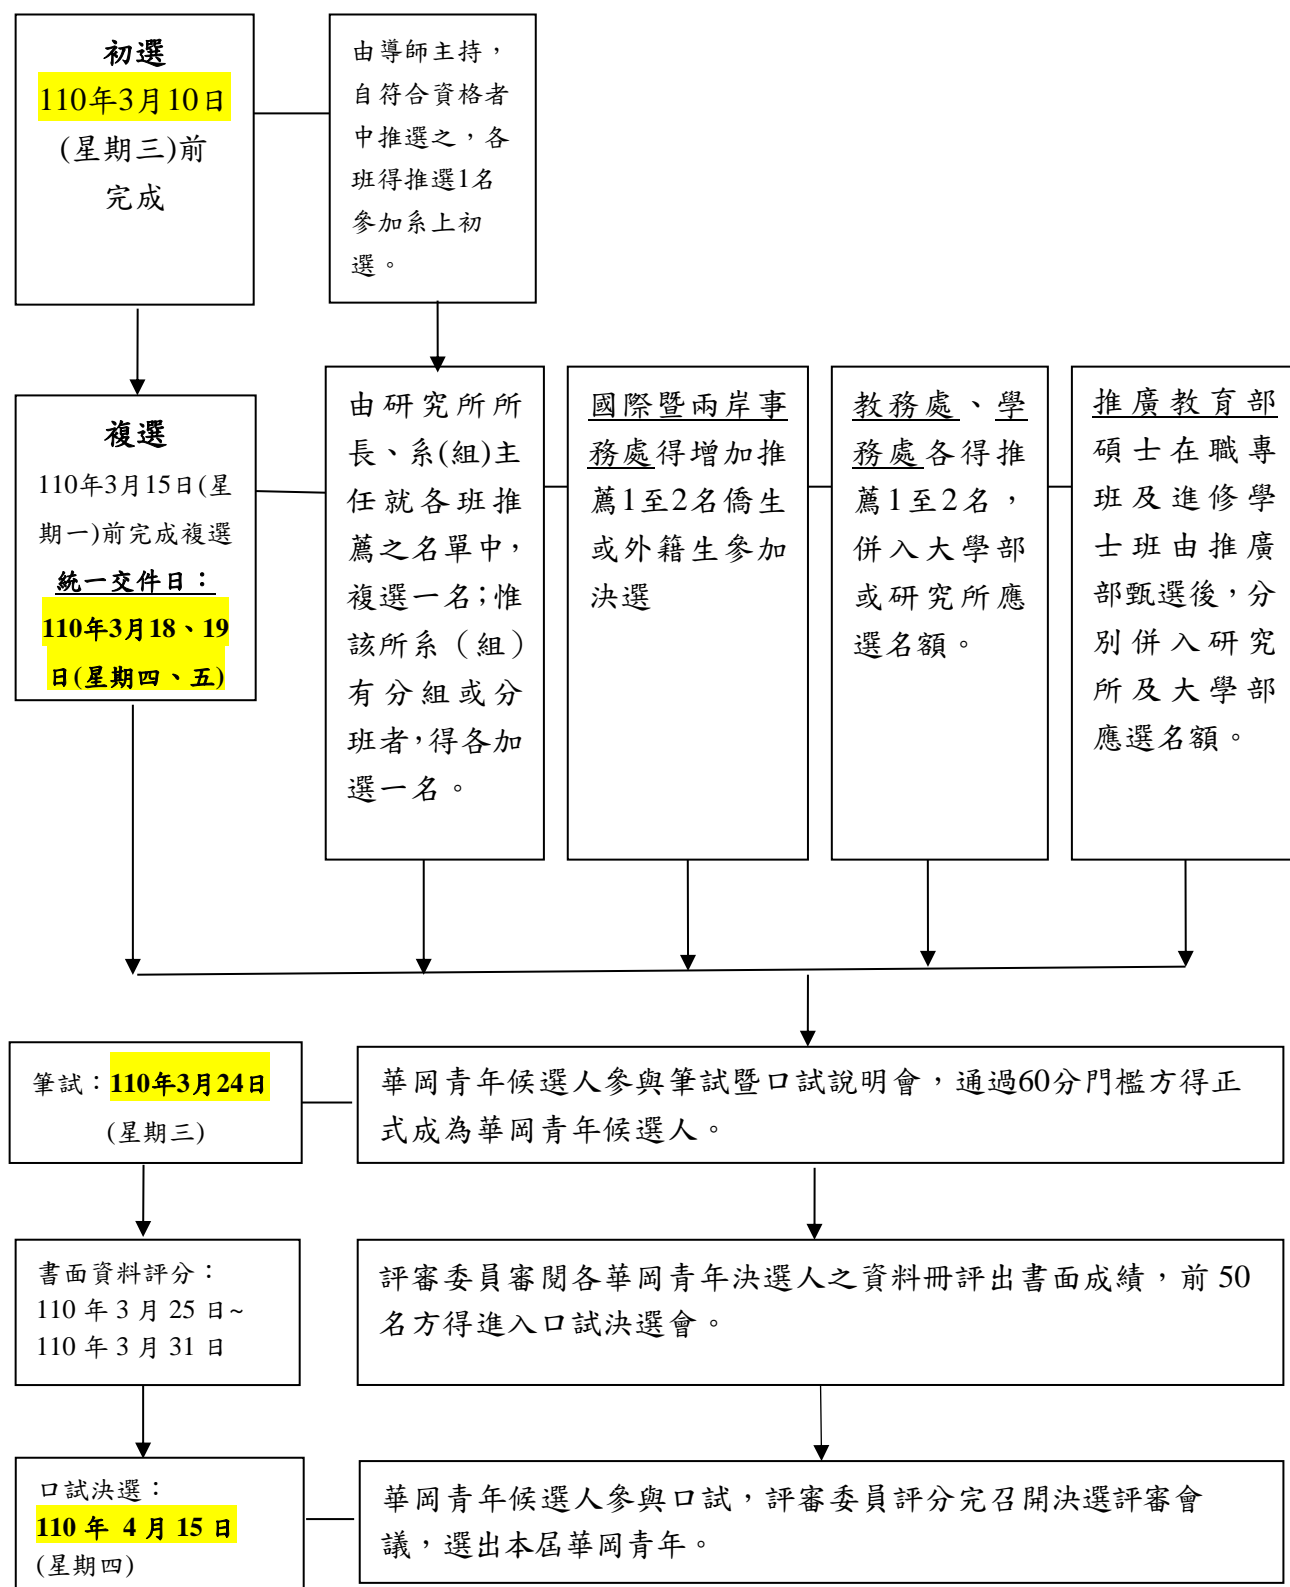 初選
110年3月10日
(星期三)前
完成
由導師主持，
自符合資格者
中推選之，各
班得推選1名
參加系上初
選。
複選
110年3月15日(星
期一)前完成複選
統一交件日：
110年3月18、19
日(星期四、五)
由研究所所
長、系(組)主
任就各班推
薦之名單中，
複選一名；惟
該所系（組）
有分組或分
班者，得各加
選一名。
國際暨兩岸事
務處得增加推
薦1至2名僑生
或外籍生參加
決選
教務處、學
務處各得推
薦1至2名，
併入大學部
或研究所應
選名額。
推廣教育部
碩士在職專
班及進修學
士班由推廣
部甄選後，分
別併入研究
所及大學部
應選名額。
筆試：110年3月24日
(星期三)
華岡青年候選人參與筆試暨口試說明會，通過60分門檻方得正
式成為華岡青年候選人。
書面資料評分：
110 年 3 月 25 日~
110 年 3 月 31 日
評審委員審閱各華岡青年決選人之資料冊評出書面成績，前 50
名方得進入口試決選會。
口試決選：
110 年 4 月 15 日
(星期四)
華岡青年候選人參與口試，評審委員評分完召開決選評審會
議，選出本屆華岡青年。